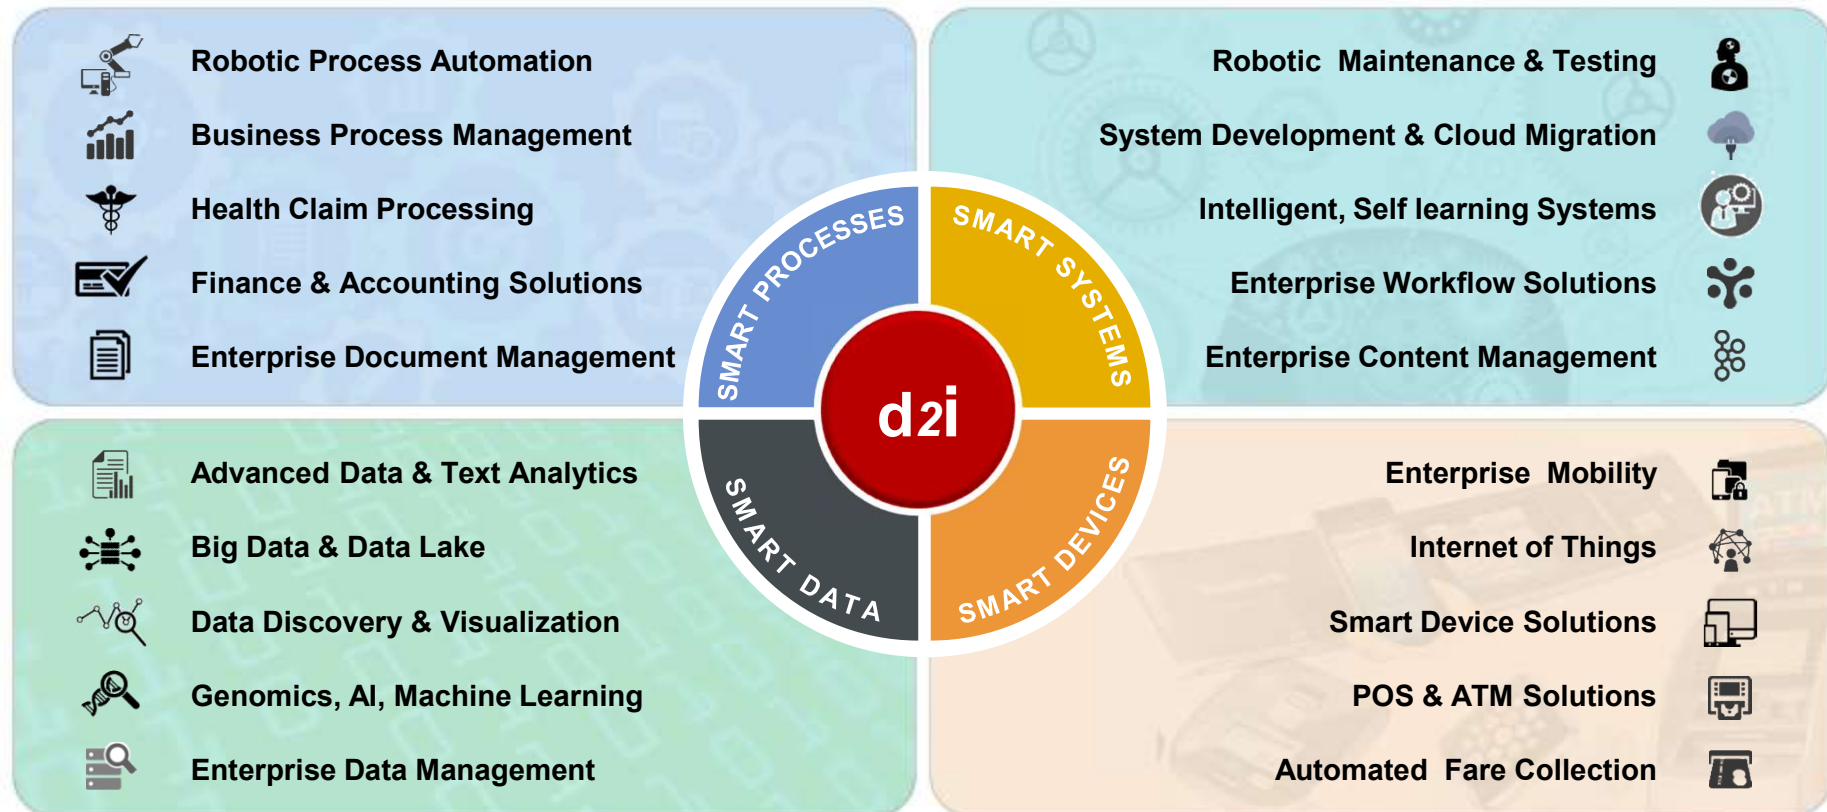 Robotic Process Automation
Business Process Management
Health Claim Processing
Finance & Accounting Solutions
Enterprise Document Management
Robotic Maintenance & Testing
System Development & Cloud Migration
Intelligent, Self learning Systems
Enterprise Workflow Solutions
Enterprise Content Management
SMART PROCESSES
SMART SYSTEMS
d2i
SMART DATA
SMART DEVICES
Advanced Data & Text Analytics
Big Data & Data Lake
Data Discovery & Visualization
Genomics, AI, Machine Learning
Enterprise Data Management
Enterprise Mobility
Internet of Things
Smart Device Solutions
POS & ATM Solutions
Automated Fare Collection
ATM